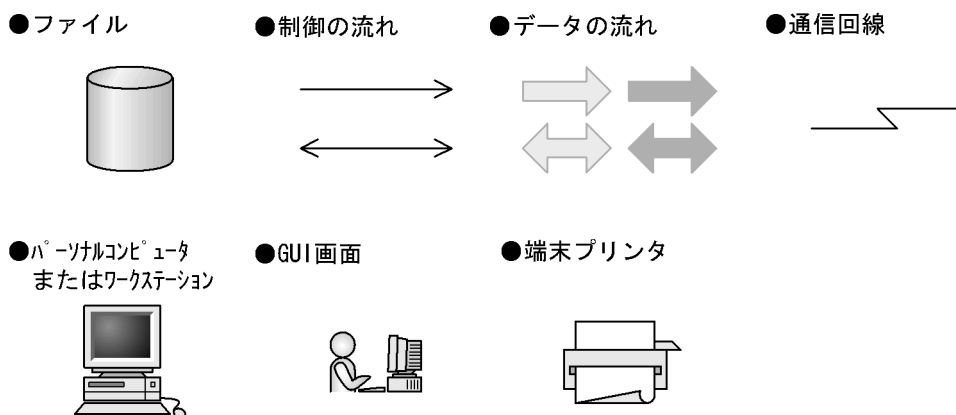 ●ファイル
●制御の流れ
●データの流れ
●通信回線
●ﾊﾟｰｿﾅﾙｺﾝﾋﾟｭｰﾀ
またはﾜｰｸｽﾃｰｼｮﾝ
●GUI画面
●端末プリンタ